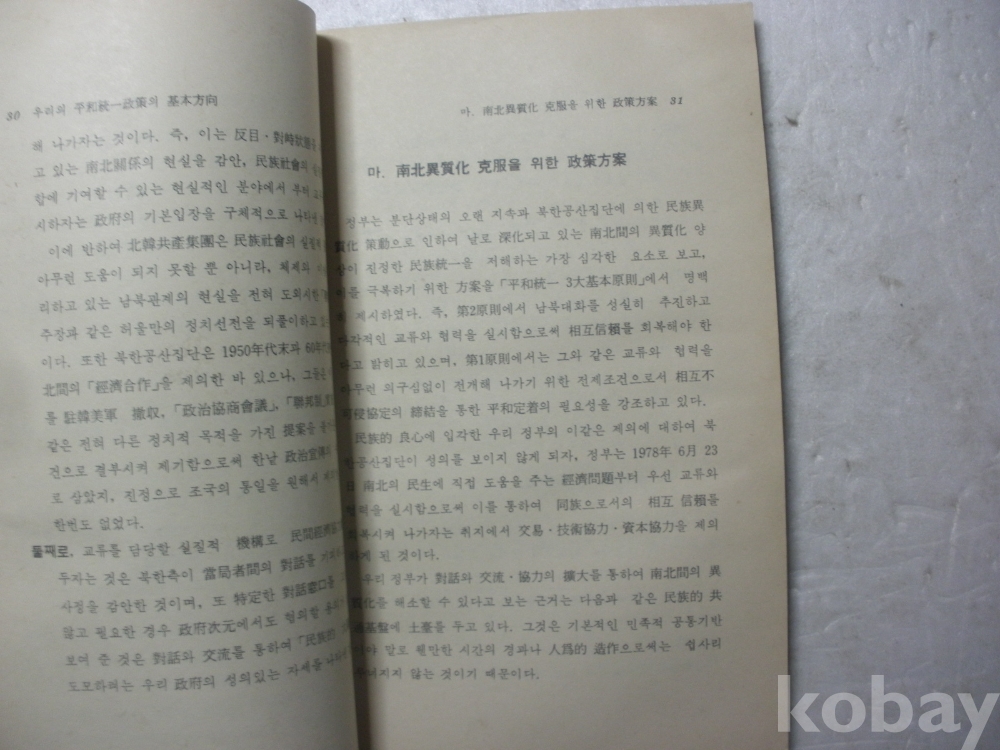 30 우리의 平和統一政策의 基本方向
해 나가자는 것이다. 즉, 이는 反目·對峙狀態
고 있는 南北關係의 현실을 감안, 民族社會의
합에 기여할 수 있는 현실적인 분야에서 부터
시하자는 政府의 기본입장을 구체적으로
이에 반하여 北韓共產集團은 民族社會의
아무런 도움이 되지 못할 뿐 아니라, 체제와
리하고 있는 남북관계의 현실을 전혀 도외시한
주장과 같은 허울만의 정치선전을 되풀이하고
이다. 또한 북한공산집단은 1950年代末과
北間의 「經濟合作」을 제의한 바 있으나, 그들은
를 駐韓美軍 撤収, 「政治協商會議」, 「聯邦制」
같은 전혀 다른 정치적 목적을 가진 提案을
건으로 결부시켜 제기함으로써 한낱 政治宣傳
로 삼았지, 진정으로 조국의 통일을 원해서
한번도 없었다.
둘째로, 교류를 담당할 실질적 機構로 民間經濟
두자는 것은 북한측이 當局者間의 對話를
사정을 감안한 것이며, 또 特定한 對話窓口를
않고 필요한 경우 政府次元에서도 협의할
보여 준 것은 對話와 交流를 통하여 「民族的
도모하려는 우리 政府의 성의있는 자세를
마. 南北異質化 克服을 위한 政策方案 31
마. 南北異質化 克服을 위한 政策方案
정부는 분단상태의 오랜 지속과 북한공산집단에 의한 民族異
質化 策動으로 인하여 날로 深化되고 있는 南北間의 異質化 양
상이 진정한 民族統一을 저해하는 가장 심각한 요소로 보고,
이를 극복하기 위한 方案을 「平和統一 3大基本原則」에서 명백
히 제시하였다. 즉, 第2原則에서 남북대화를 성실히 추진하고
다각적인 교류와 협력을 실시함으로써 相互信賴를 회복해야 한
다고 밝히고 있으며, 第1原則에서는 그와 같은 교류와 협력을
아무런 의구심없이 전개해 나가기 위한 전제조건으로서 相互不
可侵協定의 締結을 통한 平和定着의 필요성을 강조하고 있다.
民族的 良心에 입각한 우리 정부의 이같은 제의에 대하여 북
한공산집단이 성의를 보이지 않게 되자, 정부는 1978년 6月 23
日 南北의 民生에 직접 도움을 주는 經濟問題부터 우선 교류와
협력을 실시함으로써 이를 통하여 同族으로서의 相互 信賴를
회복시켜 나가자는 취지에서 交易·技術協力·資本協力을 제의
하게 된 것이다.
우리 정부가 對話와 交流·協力의 擴大를 통하여 南北間의 異
質化를 해소할 수 있다고 보는 근거는 다음과 같은 民族的 共
通基盤에 土臺를 두고 있다. 그것은 기본적인 민족적 공통기반
이야 말로 웬만한 시간의 경과나 人爲的 造作으로써는 쉽사리
무너지지 않는 것이기 때문이다.
kobay